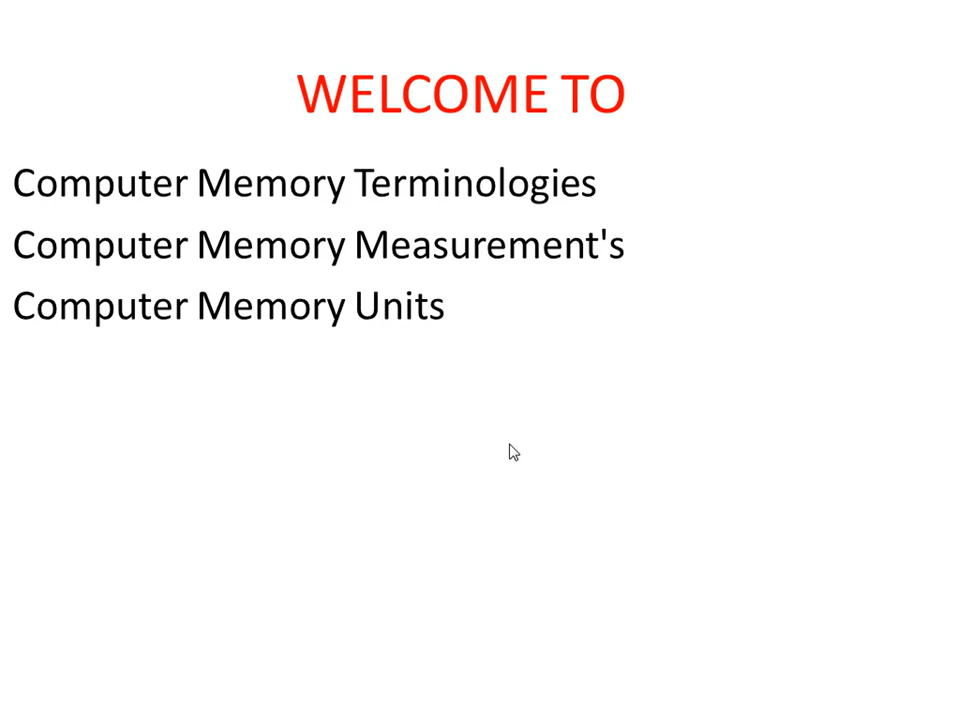 WELCOME TO
Computer Memory Terminologies
Computer Memory Measurement's
Computer Memory Units